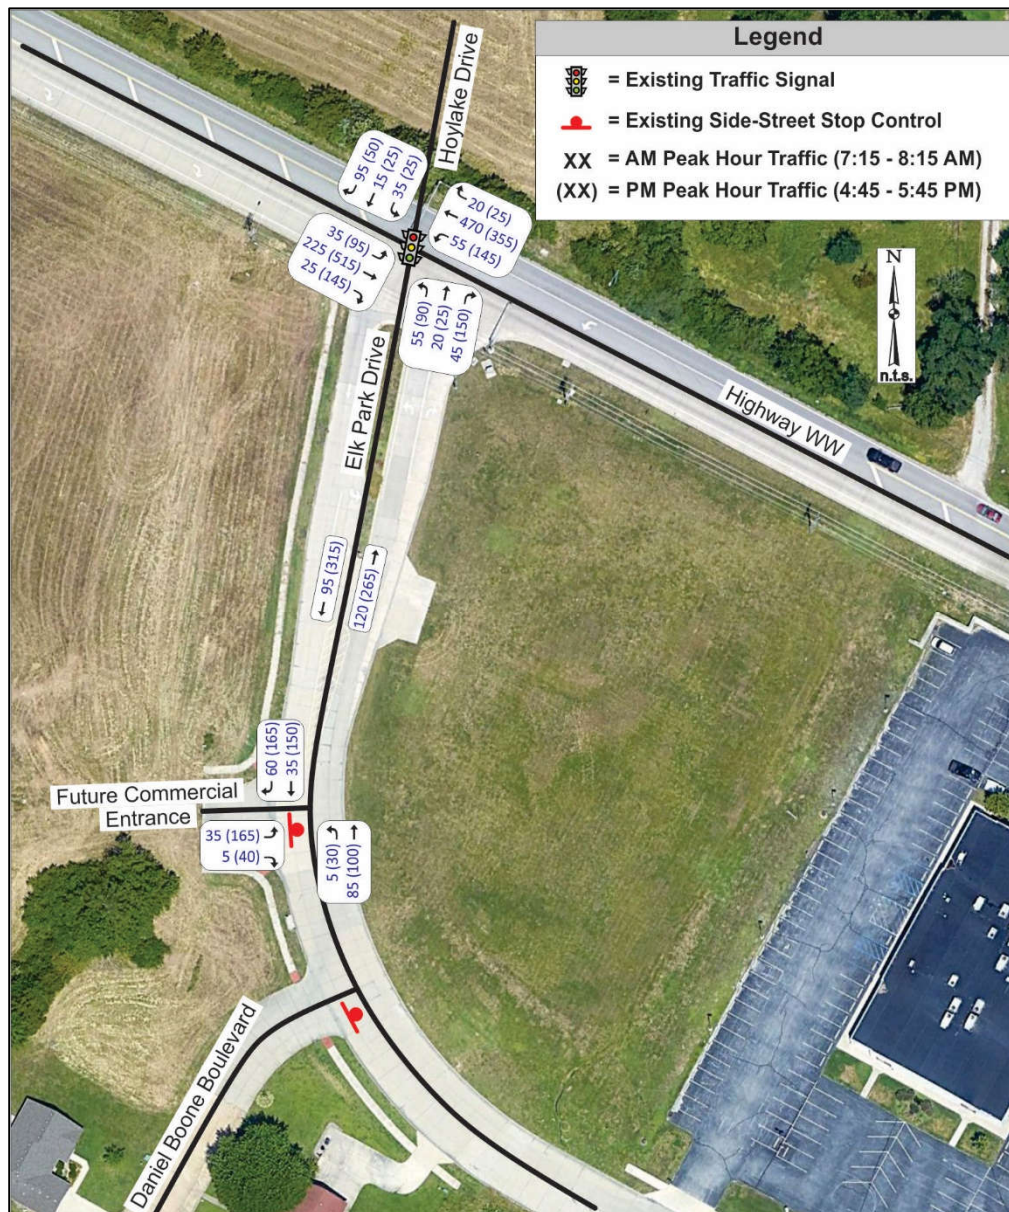 Legend
= Existing Traffic Signal
= Existing Side-Street Stop Control
XX = AM Peak Hour Traffic (7:15 - 8:15 AM)
(XX) = PM Peak Hour Traffic (4:45 - 5:45 PM)
Hoylake Drive
95 (50)
15 (25)
35 (25)
20 (25)
470 (355)
55 (145)
35 (95)
225 (515)
25 (145)
55 (90)
20 (25)
45 (150)
N
n.t.s.
Elk Park Drive
Highway WW
95 (315)
120 (265)
60 (165)
35 (150)
Future Commercial
Entrance
35 (165)
5 (40)
5 (30)
85 (100)
Daniel Boone Boulevard